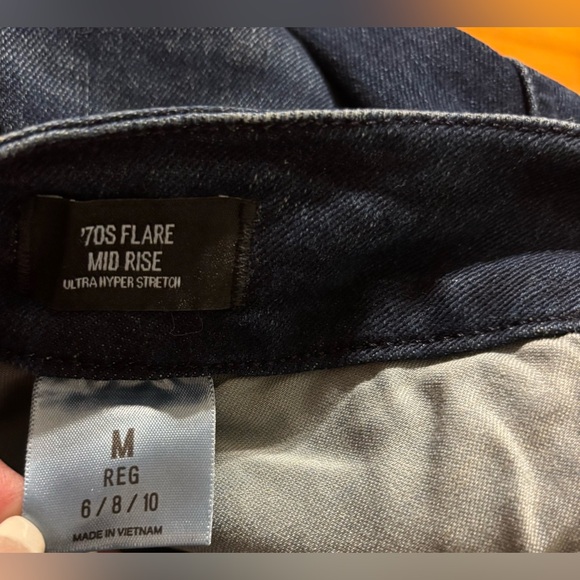 '70S FLARE
MID RISE
ULTRA HYPER STRETCH
M
REG
6/8/10
MADE IN VIETNAM